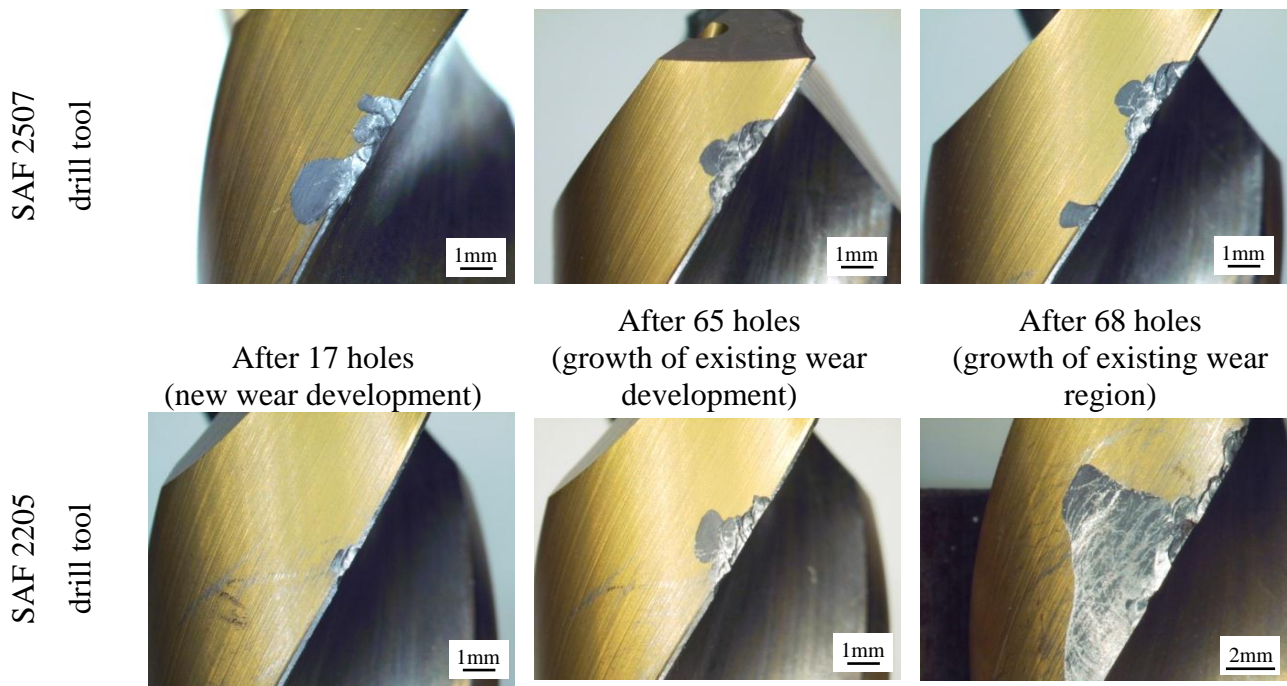 SAF 2507
drill tool
1mm
1mm
1mm
After 17 holes
(new wear development)
After 65 holes
(growth of existing wear
development)
After 68 holes
(growth of existing wear
region)
SAF 2205
drill tool
1mm
1mm
2mm